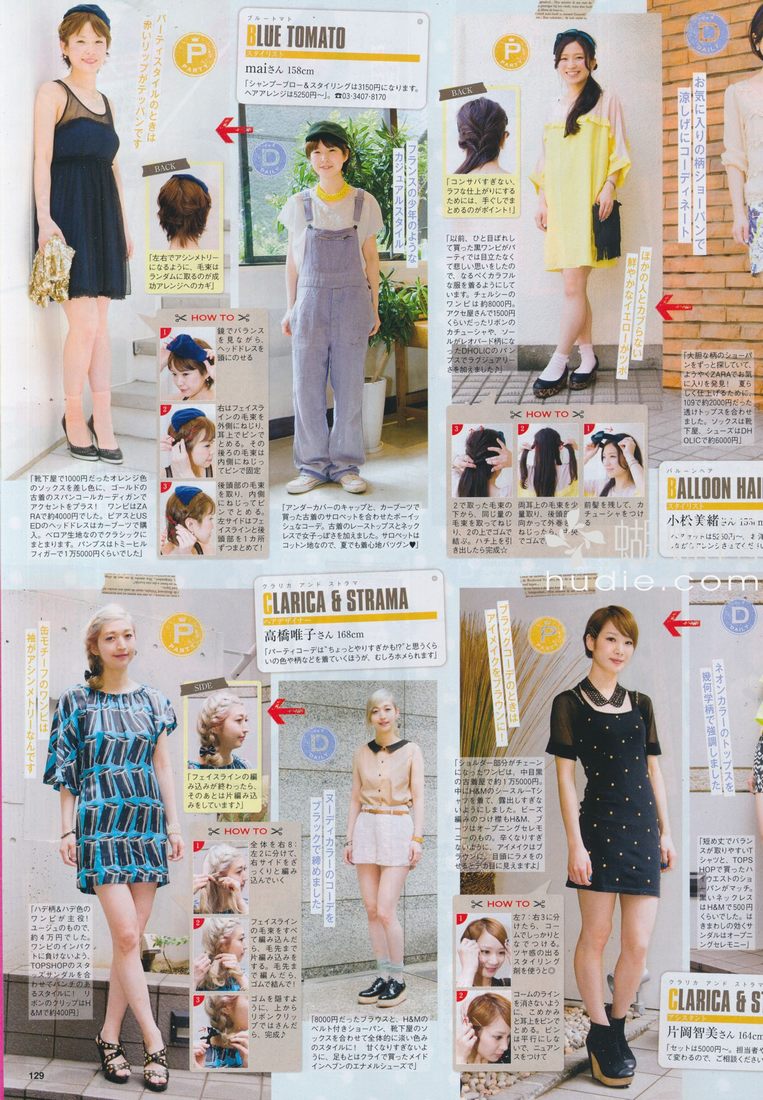 パーティスタイルのときは
赤いリップがテッパンです
P PARTY
ブルートマト
BLUE TOMATO
スタイリスト
maiさん 158cm
「シャンプーブロー＆スタイリングは3150円になります。
ヘアアレンジは5250円〜」。☎03・3407・8170
D DAILY
フランスの少年のような
カジュアルスタイル
BACK
「左右でアシンメトリー
になるように、毛束は
ランダムに取るのが成
功アレンジへのカギ」
HOW TO
1
鏡でバランス
を見ながら、
ヘッドドレスを
頭にのせる
2
右はフェイスラ
インの毛束を
外側にねじり、
耳上でピンで
とめる。その
後ろの毛束は
内側にねじっ
てピンで固定
3
後頭部の毛
束を取り、内側
にねじってピ
ンでとめる。
左サイドはフェ
イスラインと後
頭部を1カ所
ずつまとめて!
「靴下屋で1000円だったオレンジ色
のソックスを差し色に、ゴールドの
古着のスパンコールカーディガンで
アクセントをプラス! ワンピはZA
RAで約4000円でした。ピアスとUS
EDのヘッドドレスはカーブーツで購
入。ベロア生地なのでクラシックに
まとまります。パンプスはトミーヒル
フィガーで1万5000円くらいでした」
「アンダーカバーのキャップと、カーブーツで
買った古着のサロペットを合わせたボーイッ
シュなコーデ。古着のレーストップスとネック
レスで女子っぽさを加えました。サロペットは
コットン地なので、夏でも着心地バツグン♥」
P PARTY
BACK
「コンサバすぎない、
ラフな仕上がりにする
ためには、手ぐしでま
とめるのがポイント!」
「以前、ひと目ぼれし
て買った黒ワンピがパ
ーティでは目立たなく
て悲しい思いをしたの
で、なるべくカラフル
な服を着るようにして
います。チェルシーの
ワンピは約8000円。
アクセ屋さんで1500円
くらいだったリボンの
カチューシャや、ソー
ルがレオパード柄に
なったDHOLICのパン
プスでラグジュアリー
さを加えました♪」
ほかの人とカブらない
鮮やかなイエローがツボ
D DAILY
お気に入りの柄ショーパンで
涼しげにコーディネート
「大胆な柄のショーパ
ンをずっと探していて、
ようやくZARAでお気
に入りを発見! 夏ら
しく仕上げるために、
109で約2000円だった
透けトップスを合わせ
ました。ソックスは靴
下屋、シューズはDH
OLICで約6000円」
HOW TO
3
2で取った毛束の
下から、同じ量の
毛束を取ってねじ
り、2の上でゴムで
結ぶ。ハチ上を引
き出したら完成☆
2
両耳上の毛束を少
量取り、後頭部に
向かって外巻きに
ねじったら、中央
でゴムで
1
前髪を残して、カ
チューシャをつけ
る
バルーンヘア
BALLOON HAI
小松美緒さん
hudie.com
缶モチーフのワンピは
袖がアシンメトリーなんです
P PARTY
クラリカ アンド ストラマ
CLARICA & STRAMA
ヘアデザイナー
高橋唯子さん 168cm
「パーティコーデは“ちょっとやりすぎかも!?”と思うくら
いの色や柄などを着ていくほうが、むしろホメられます」
SIDE
「フェイスラインの編
み込みが終わったら、
そのあとは片編み込み
をしています♪」
D DAILY
ヌーディカラーのコーデを
ブラックで締めました
HOW TO
1
全体を右8：
左2に分けて、
右サイドをざ
っくりと編み
込んでいく
2
フェイスライン
の毛束をすべ
て編み込んだ
ら、毛先まで
片編み込みを
する。毛先ま
で編んだら、
ゴムで結んで!
3
ゴムを隠すよ
うに、上から
リボンクリップ
ではさんだ
ら、完成♪
「ハデ柄＆ハデ色の
ワンピが主役!
ユージュのもので、
約4万円でした。
ワンピのインパクト
に負けないよう、
TOPSHOPのスタ
ッズサンダルを合わ
せてパンチのあ
るスタイルに! リ
ボンのクリップはH
&Mで約400円」
「8000円だったブラウスと、H&Mの
ベルト付きショーパン、靴下屋のソ
ックスを合わせて全体的に淡い色み
のスタイルに! 甘くなりすぎないよ
うに、足もとはクライで買ったメイド
インヘブンのエナメルシューズで」
129
ブラックコーデのときは
アイメイクをブラウンに!
P PARTY
「ショルダー部分がチェーン
になったワンピは、中目黒
の古着屋で約1万5000円。
中にH&MのシースルーTシ
ャツを着て、露出しすぎな
いようにしました。ビーズ
編みのつけ襟もH&M、ブ
ーツはオープニングセレモ
ニーのもの。辛くなりすぎ
ないように、アイメイクはブ
ラウンに。目頭にラメをのせ
るとデカ目に見えますよ」
HOW TO
1
左7：右3に分
けたら、コー
ムでしっかりと
なでつける。
ツヤ感の出る
スタイリング
剤を使うと◎
2
コームのライン
を消さないよう
に、こめかみ
と耳上をピンで
とめる。ピンは
平行にしな
いで、ニュアン
スをつけて
D DAILY
ネオンカラーのトップスを
幾何学柄で強調しました
「短め丈でバラン
スが取りやすいT
シャツと、TOPS
HOPで買ったハ
イウエストのショ
ーパンがマッチ。
黒いネックレス
はH&Mで500円
くらいでした。は
きまわしの効くサ
ンダルはオープニ
ングセレモニー」
クラリカ アンド ストラマ
CLARICA & S
アシスタント
片岡智美さん 164cm
「セットは5000円〜。担当者や
て変わるので、ご相談ください